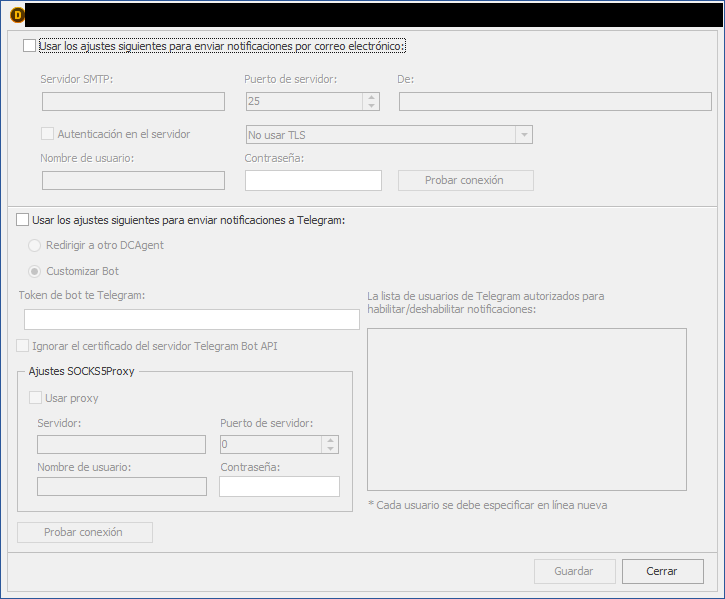 D
Usar los ajustes siguientes para enviar notificaciones por correo electrónico:
Servidor SMTP:
Puerto de servidor:
De:
25
Autenticación en el servidor
No usar TLS
Nombre de usuario:
Contraseña:
Probar conexión
Usar los ajustes siguientes para enviar notificaciones a Telegram:
Redirigir a otro DCAgent
Customizar Bot
Token de bot te Telegram:
Ignorar el certificado del servidor Telegram Bot API
Ajustes SOCKS5Proxy
Usar proxy
Servidor:
Puerto de servidor:
0
Nombre de usuario:
Contraseña:
Probar conexión
La lista de usuarios de Telegram autorizados para
habilitar/deshabilitar notificaciones:
* Cada usuario se debe especificar en línea nueva
Guardar
Cerrar